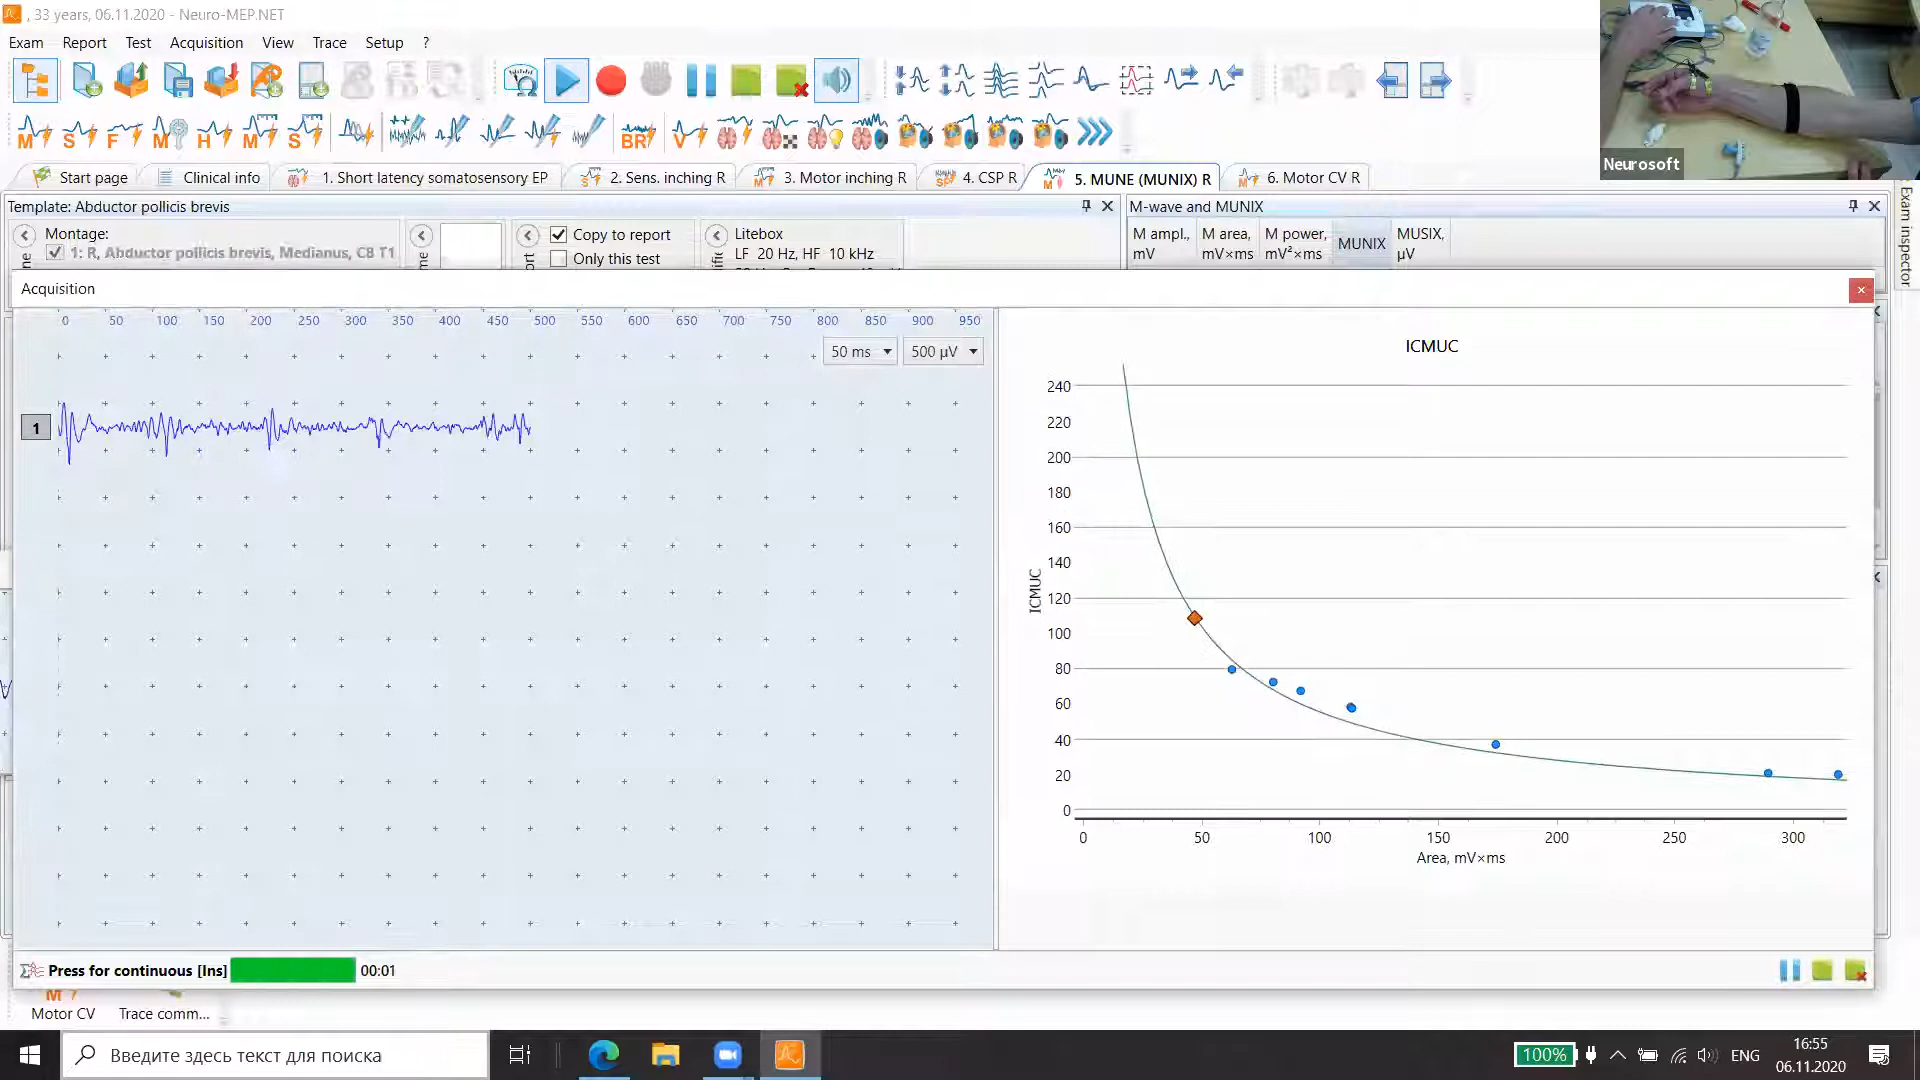 , 33 years, 06.11.2020 - Neuro-MEP.NET
Exam Report Test Acquisition View Trace Setup ?
Neurosoft
Start page Clinical info 1. Short latency somatosensory EP 2. Sens. inching R 3. Motor inching R 4. CSP R 5. MUNE (MUNIX) R 6. Motor CV R
Exam inspector
Template: Abductor pollicis brevis
Montage:
1: R, Abductor pollicis brevis, Medianus, C8 T1
Copy to report
Only this test
Litebox
LF 20 Hz, HF 10 kHz
M-wave and MUNIX
M ampl., mV
M area, mV×ms
M power, mV²×ms
MUNIX
MUSIX, µV
Acquisition
0 50 100 150 200 250 300 350 400 450 500 550 600 650 700 750 800 850 900 950
50 ms 500 µV
1
ICMUC
240
220
200
180
160
140
120
100
80
60
40
20
0
ICMUC
0 50 100 150 200 250 300
Area, mV×ms
Press for continuous [Ins] 00:01
Motor CV Trace comm...
Введите здесь текст для поиска
100% ENG 16:55
06.11.2020